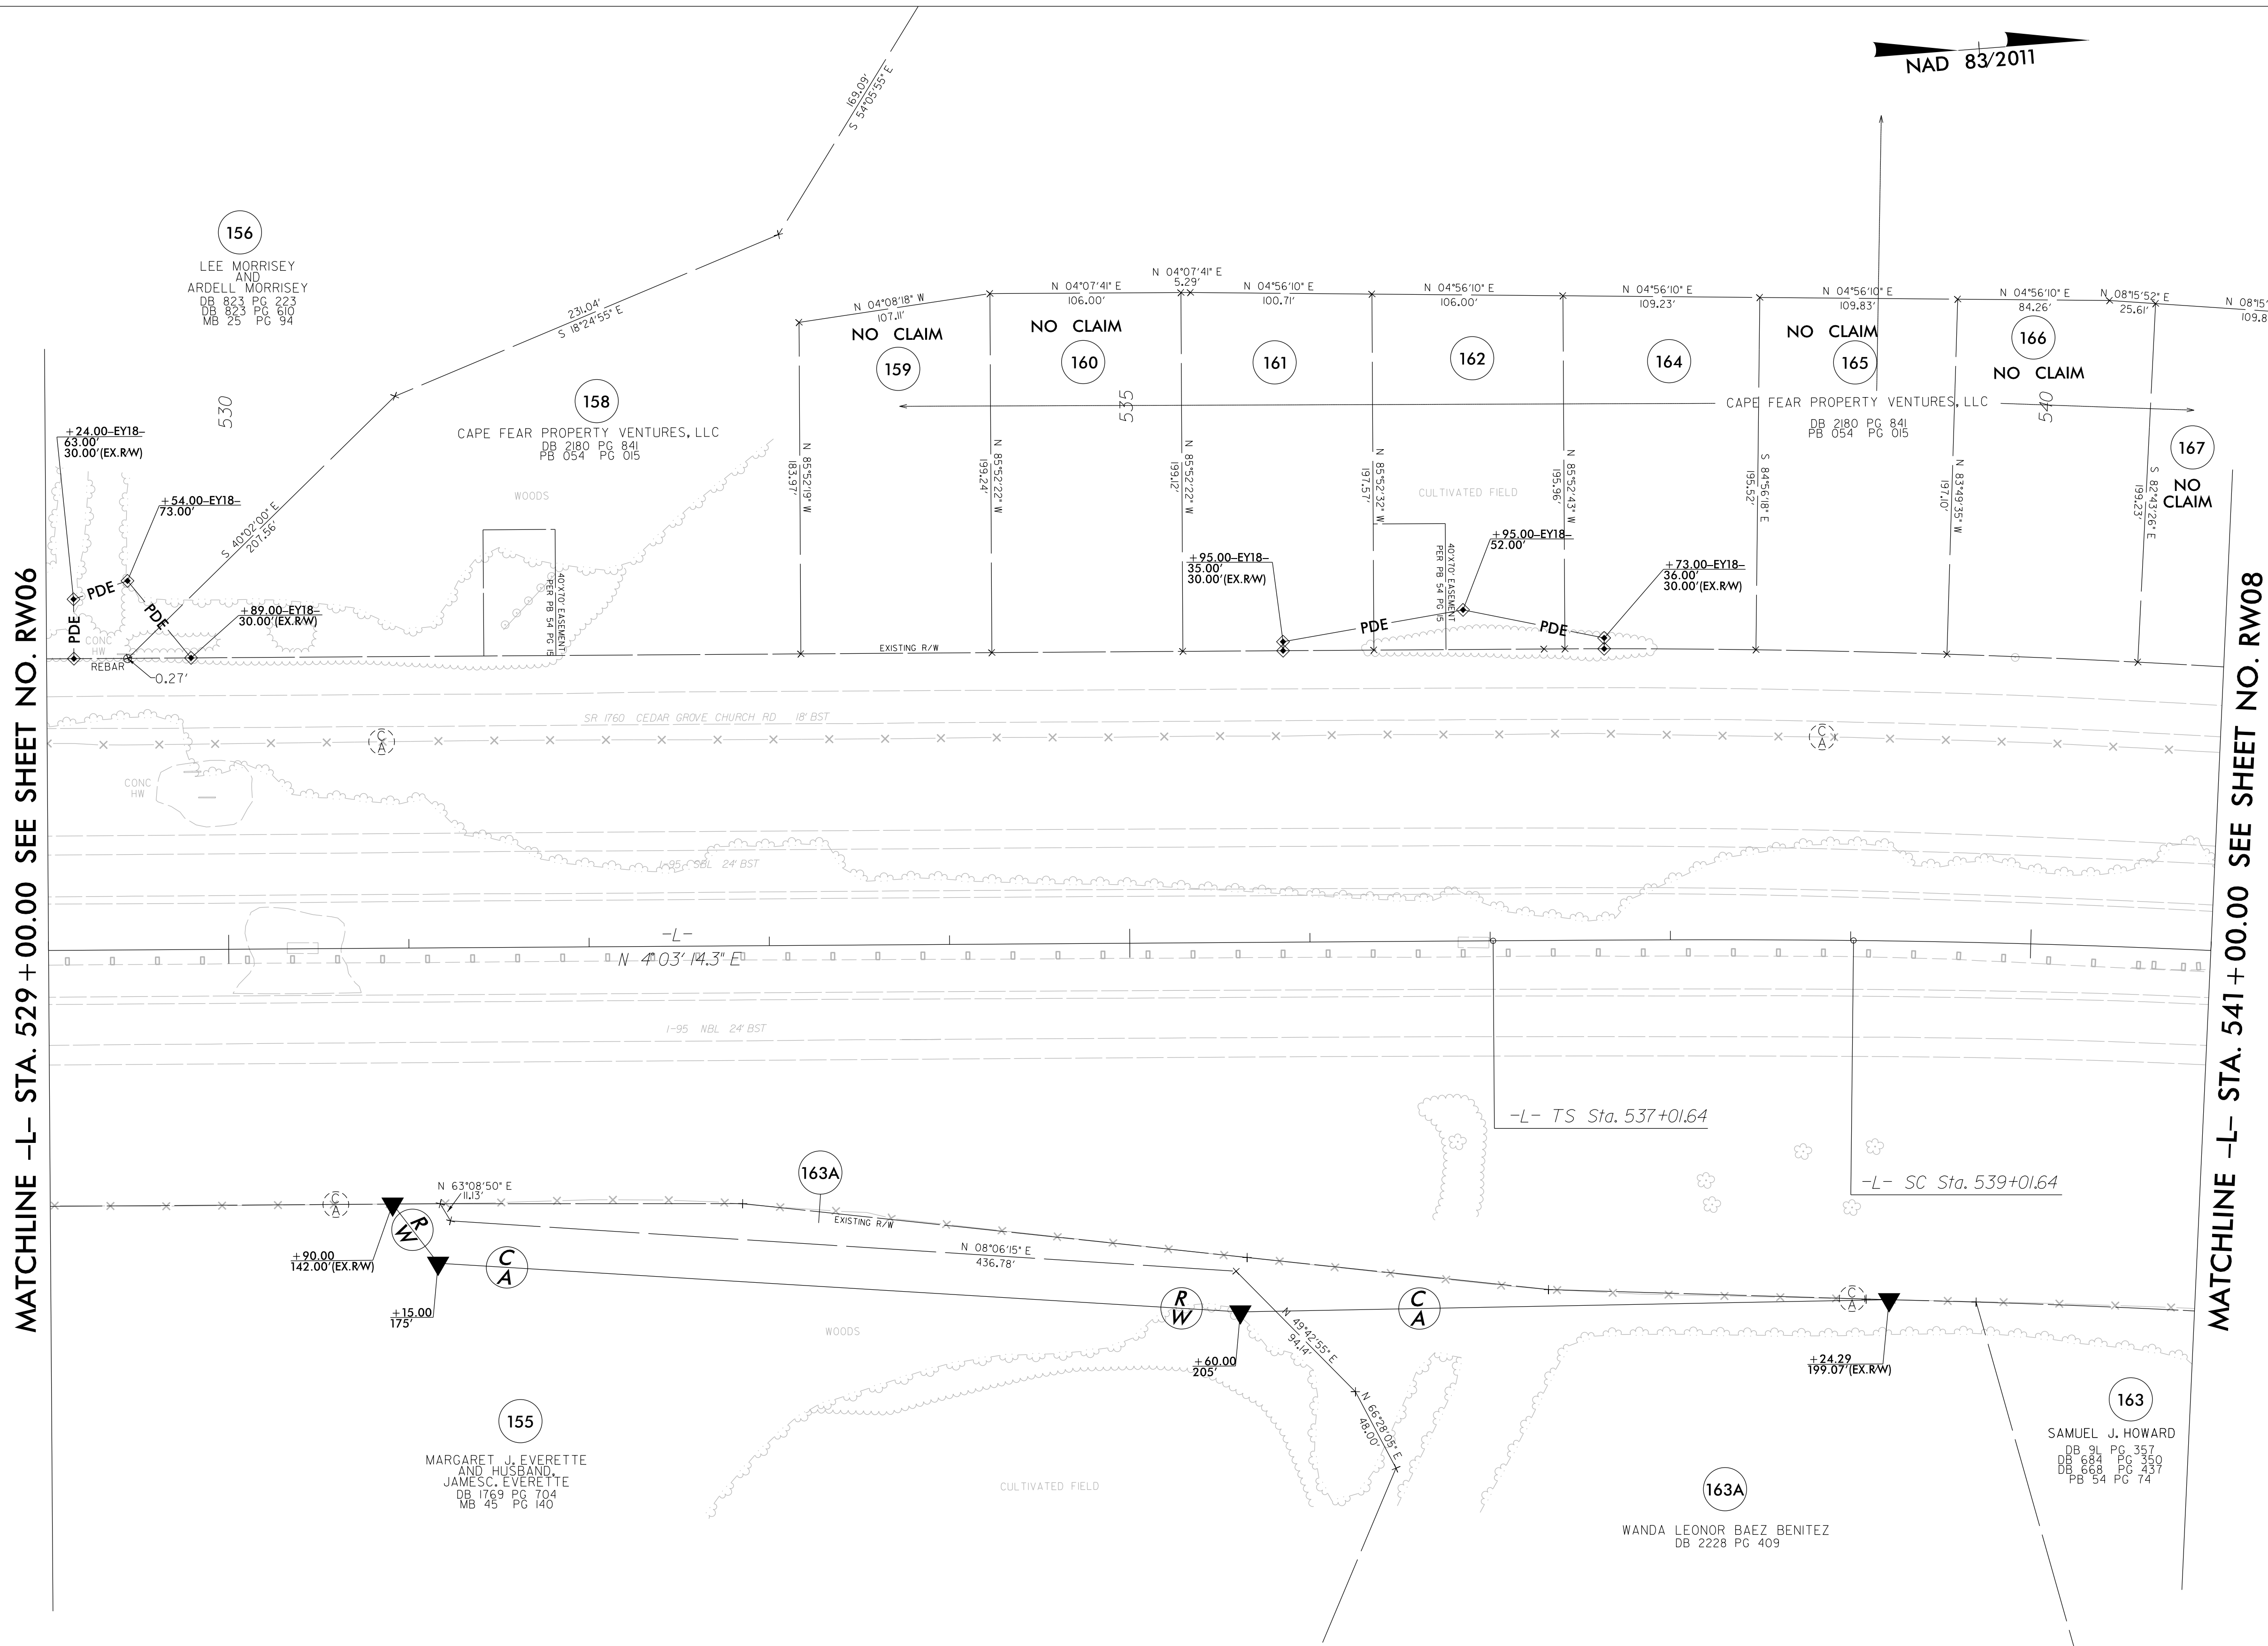 NAD 83/2011
169.09'
S 54°05'55" E
156
LEE MORRISEY
AND
ARDELL MORRISEY
DB 823 PG 223
DB 823 PG 610
MB 25 PG 94
231.04'
S 18°24'55" E
N 04°08'18" W
107.11'
N 04°07'41" E
106.00'
N 04°07'41" E
5.29'
N 04°56'10" E
100.71'
N 04°56'10" E
106.00'
N 04°56'10" E
109.23'
N 04°56'10" E
109.83'
N 04°56'10" E
84.26'
N 08°15'52" E
25.61'
N 08°15'
109.8
NO CLAIM
159
NO CLAIM
160
161
162
164
NO CLAIM
165
166
NO CLAIM
167
NO
CLAIM
530
535
540
158
CAPE FEAR PROPERTY VENTURES, LLC
DB 2180 PG 841
PB 054 PG 015
CAPE FEAR PROPERTY VENTURES, LLC
DB 2180 PG 841
PB 054 PG 015
+24.00-EY18-
63.00'
30.00'(EX.R/W)
+54.00-EY18-
73.00'
+89.00-EY18-
30.00'(EX.R/W)
S 40°02'00" E
207.56'
WOODS
40'X70' EASEMENT
PER PB 54 PG 15
N 85°52'19" W
183.97'
N 85°52'22" W
199.24'
N 85°52'22" W
199.12'
N 85°52'32" W
197.57'
N 85°52'43" W
195.96'
S 84°56'18" E
195.52'
N 83°49'35" W
197.10'
S 82°43'26" E
199.23'
CULTIVATED FIELD
40'X70' EASEMENT
PER PB 54 PG 15
+95.00-EY18-
35.00'
30.00'(EX.R/W)
+95.00-EY18-
52.00'
+73.00-EY18-
36.00'
30.00'(EX.R/W)
PDE
PDE
PDE
PDE
PDE
CONC
HW
REBAR
0.27'
EXISTING R/W
SR 1760 CEDAR GROVE CHURCH RD 18' BST
C
A
C
A
CONC
HW
I-95 SBL 24' BST
-L-
N 4°03'14.3" E
I-95 NBL 24' BST
-L- TS Sta. 537+01.64
-L- SC Sta. 539+01.64
MATCHLINE -L- STA. 529+00.00 SEE SHEET NO. RW06
MATCHLINE -L- STA. 541+00.00 SEE SHEET NO. RW08
C
A
N 63°08'50" E
11.13'
163A
EXISTING R/W
R
W
C
A
+90.00
142.00'(EX.R/W)
+15.00
175'
N 08°06'15" E
436.78'
R
W
C
A
C
A
+60.00
205'
N 49°42'55" E
94.14'
N 66°28'05" E
48.00'
+24.29
199.07'(EX.R/W)
WOODS
CULTIVATED FIELD
155
MARGARET J. EVERETTE
AND HUSBAND,
JAMESC. EVERETTE
DB 1769 PG 704
MB 45 PG 140
163
SAMUEL J. HOWARD
DB 9L PG 357
DB 684 PG 350
DB 668 PG 437
PB 54 PG 74
163A
WANDA LEONOR BAEZ BENITEZ
DB 2228 PG 409